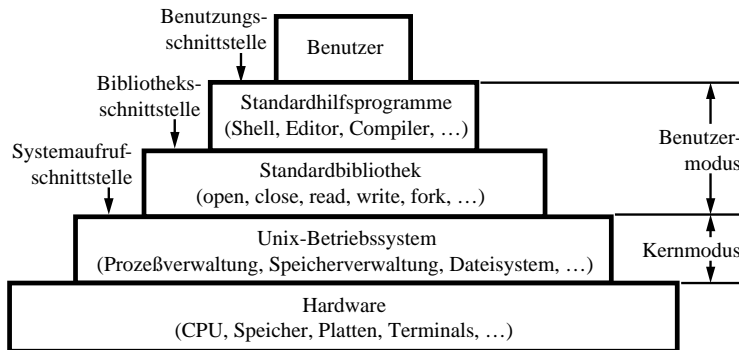 Benutzungs-
schnittstelle
Benutzer
Bibliotheks-
schnittstelle
Standardhilfsprogramme
(Shell, Editor, Compiler, …)
Systemaufruf-
schnittstelle
Standardbibliothek
(open, close, read, write, fork, …)
Benutzer-
modus
Unix-Betriebssystem
(Prozeßverwaltung, Speicherverwaltung, Dateisystem, …)
Kernmodus
Hardware
(CPU, Speicher, Platten, Terminals, …)